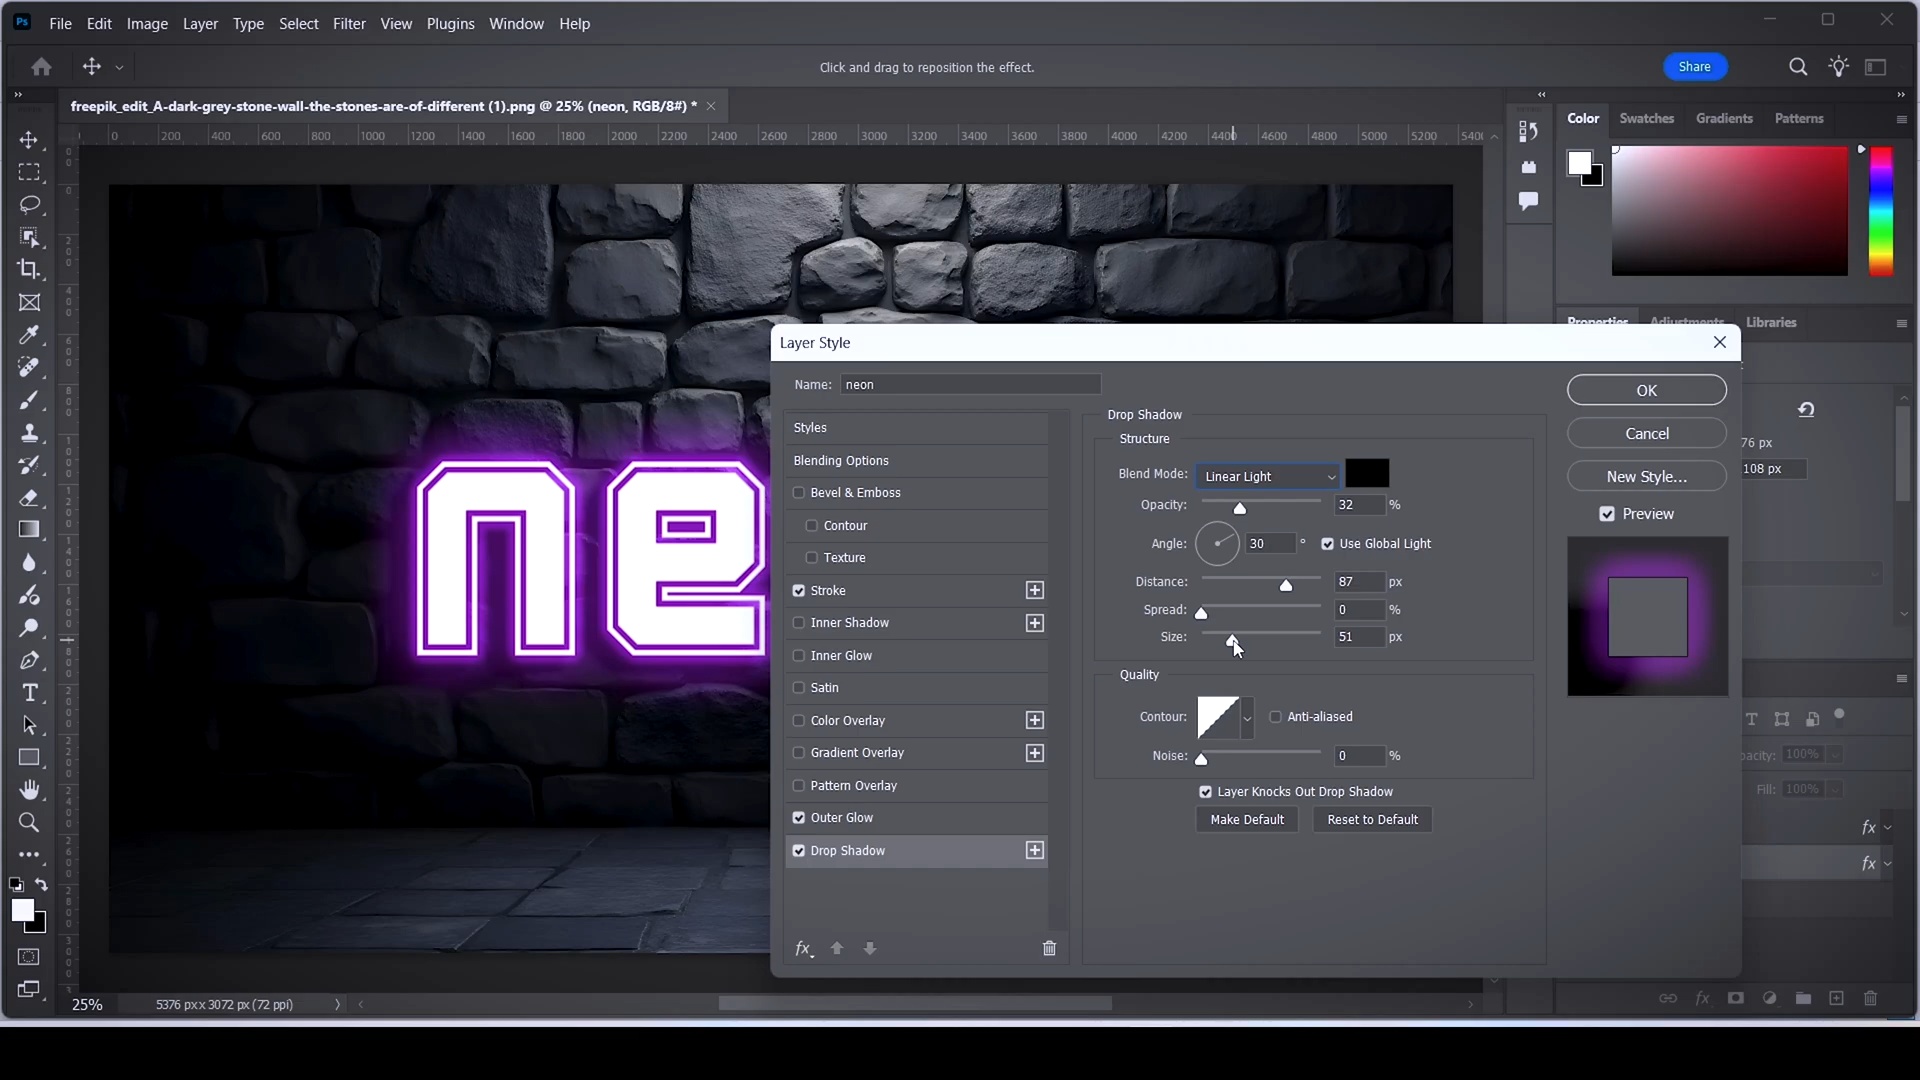 Ps File Edit Image Layer Type Select Filter View Plugins Window Help
Click and drag to reposition the effect.
Share
freepik_edit_A-dark-grey-stone-wall-the-stones-are-of-different (1).png @ 25% (neon, RGB/8#) *
Color Swatches Gradients Patterns
0 200 400 600 800 1000 1200 1400 1600 1800 2000 2200 2400 2600 2800 3000 3200 3400 3600 3800 4000 4200 4400 4600 4800 5000 5200
Properties Adjustments Libraries
Layer Style
Name: neon
OK
Cancel
New Style...
Preview
76 px
108 px
Styles
Blending Options
Bevel & Emboss
Contour
Texture
Stroke
Inner Shadow
Inner Glow
Satin
Color Overlay
Gradient Overlay
Pattern Overlay
Outer Glow
Drop Shadow
fx
Drop Shadow
Structure
Blend Mode: Linear Light
Opacity: 32 %
Angle: 30 ° Use Global Light
Distance: 87 px
Spread: 0 %
Size: 51 px
Quality
Contour: Anti-aliased
Noise: 0 %
Layer Knocks Out Drop Shadow
Make Default Reset to Default
ne
pacity: 100%
Fill: 100%
fx
fx
25% 5376 px x 3072 px (72 ppi)
fx